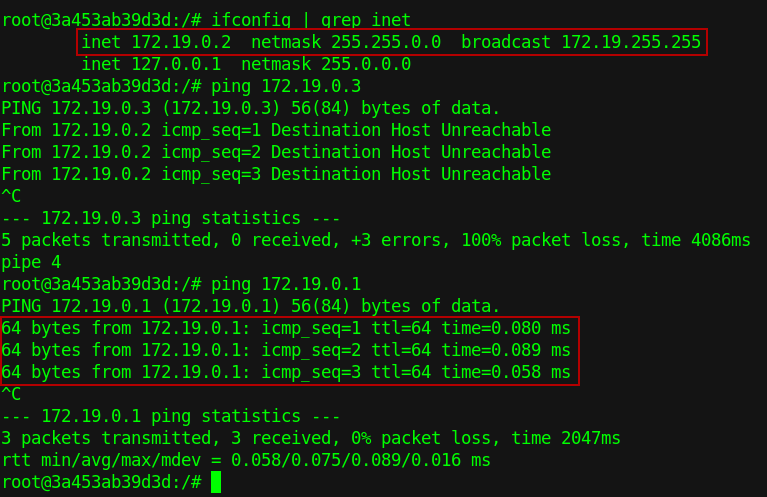 root@3a453ab39d3d:/# ifconfig | grep inet
        inet 172.19.0.2  netmask 255.255.0.0  broadcast 172.19.255.255
        inet 127.0.0.1  netmask 255.0.0.0
root@3a453ab39d3d:/# ping 172.19.0.3
PING 172.19.0.3 (172.19.0.3) 56(84) bytes of data.
From 172.19.0.2 icmp_seq=1 Destination Host Unreachable
From 172.19.0.2 icmp_seq=2 Destination Host Unreachable
From 172.19.0.2 icmp_seq=3 Destination Host Unreachable
^C
--- 172.19.0.3 ping statistics ---
5 packets transmitted, 0 received, +3 errors, 100% packet loss, time 4086ms
pipe 4
root@3a453ab39d3d:/# ping 172.19.0.1
PING 172.19.0.1 (172.19.0.1) 56(84) bytes of data.
64 bytes from 172.19.0.1: icmp_seq=1 ttl=64 time=0.080 ms
64 bytes from 172.19.0.1: icmp_seq=2 ttl=64 time=0.089 ms
64 bytes from 172.19.0.1: icmp_seq=3 ttl=64 time=0.058 ms
^C
--- 172.19.0.1 ping statistics ---
3 packets transmitted, 3 received, 0% packet loss, time 2047ms
rtt min/avg/max/mdev = 0.058/0.075/0.089/0.016 ms
root@3a453ab39d3d:/#